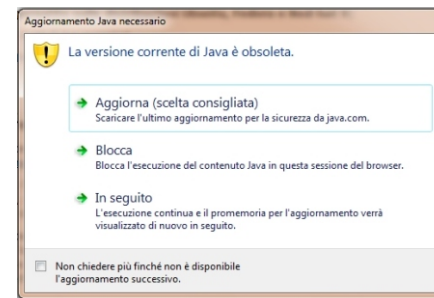 Aggiornamento Java necessario
La versione corrente di Java è obsoleta.
Aggiorna (scelta consigliata)
Scaricare l'ultimo aggiornamento per la sicurezza da java.com.
Blocca
Blocca l'esecuzione del contenuto Java in questa sessione del browser.
In seguito
L'esecuzione continua e il promemoria per l'aggiornamento verrà
visualizzato di nuovo in seguito.
Non chiedere più finché non è disponibile
l'aggiornamento successivo.